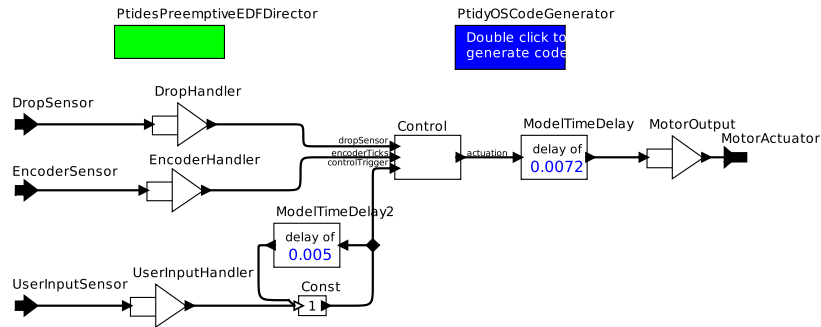 PtidesPreemptiveEDFDirector
PtidyOSCodeGenerator
Double click to
generate code
DropSensor
DropHandler
EncoderSensor
EncoderHandler
dropSensor
encoderTicks
controlTrigger
Control
actuation
ModelTimeDelay
delay of
0.0072
MotorOutput
MotorActuator
ModelTimeDelay2
delay of
0.005
UserInputSensor
UserInputHandler
Const
1